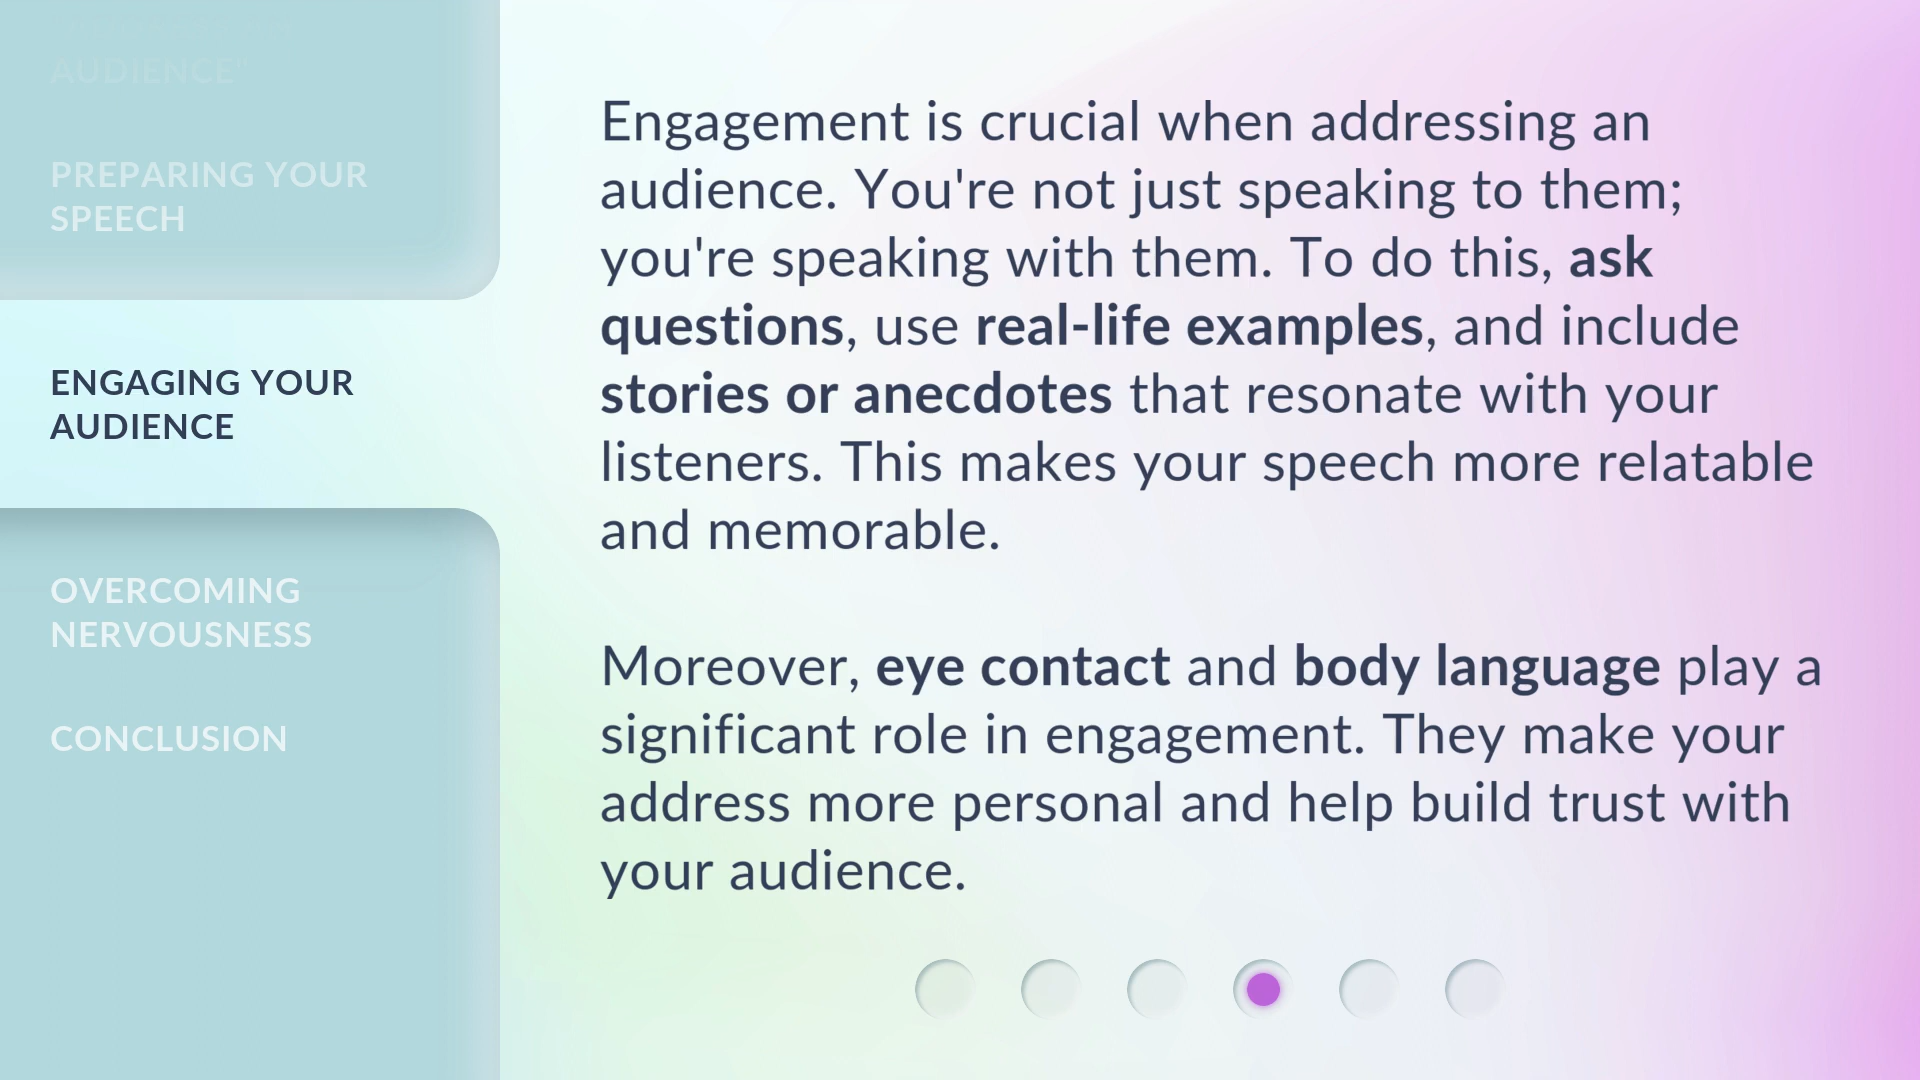 AUDIENCE"
PREPARING YOUR
SPEECH
ENGAGING YOUR
AUDIENCE
OVERCOMING
NERVOUSNESS
CONCLUSION
Engagement is crucial when addressing an
audience. You're not just speaking to them;
you're speaking with them. To do this, ask
questions, use real-life examples, and include
stories or anecdotes that resonate with your
listeners. This makes your speech more relatable
and memorable.
Moreover, eye contact and body language play a
significant role in engagement. They make your
address more personal and help build trust with
your audience.